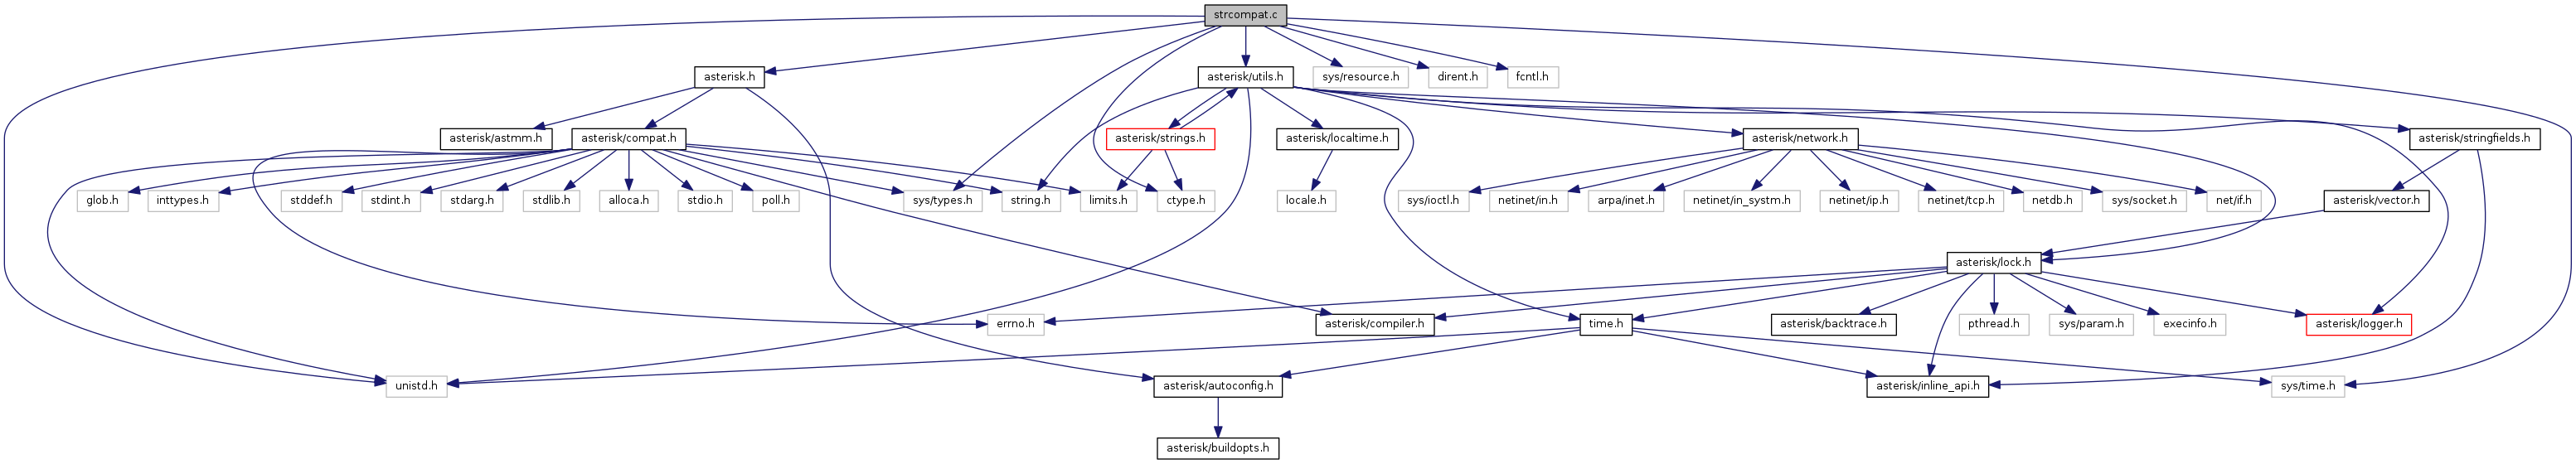 strcompat.c
asterisk.h
asterisk/utils.h
sys/resource.h
dirent.h
fcntl.h
asterisk/astmm.h
asterisk/compat.h
asterisk/strings.h
asterisk/localtime.h
asterisk/network.h
asterisk/stringfields.h
glob.h
inttypes.h
stddef.h
stdint.h
stdarg.h
stdlib.h
alloca.h
stdio.h
poll.h
sys/types.h
string.h
limits.h
ctype.h
locale.h
sys/ioctl.h
netinet/in.h
arpa/inet.h
netinet/in_systm.h
netinet/ip.h
netinet/tcp.h
netdb.h
sys/socket.h
net/if.h
asterisk/vector.h
asterisk/lock.h
errno.h
asterisk/compiler.h
time.h
asterisk/backtrace.h
pthread.h
sys/param.h
execinfo.h
asterisk/logger.h
unistd.h
asterisk/autoconfig.h
asterisk/inline_api.h
sys/time.h
asterisk/buildopts.h